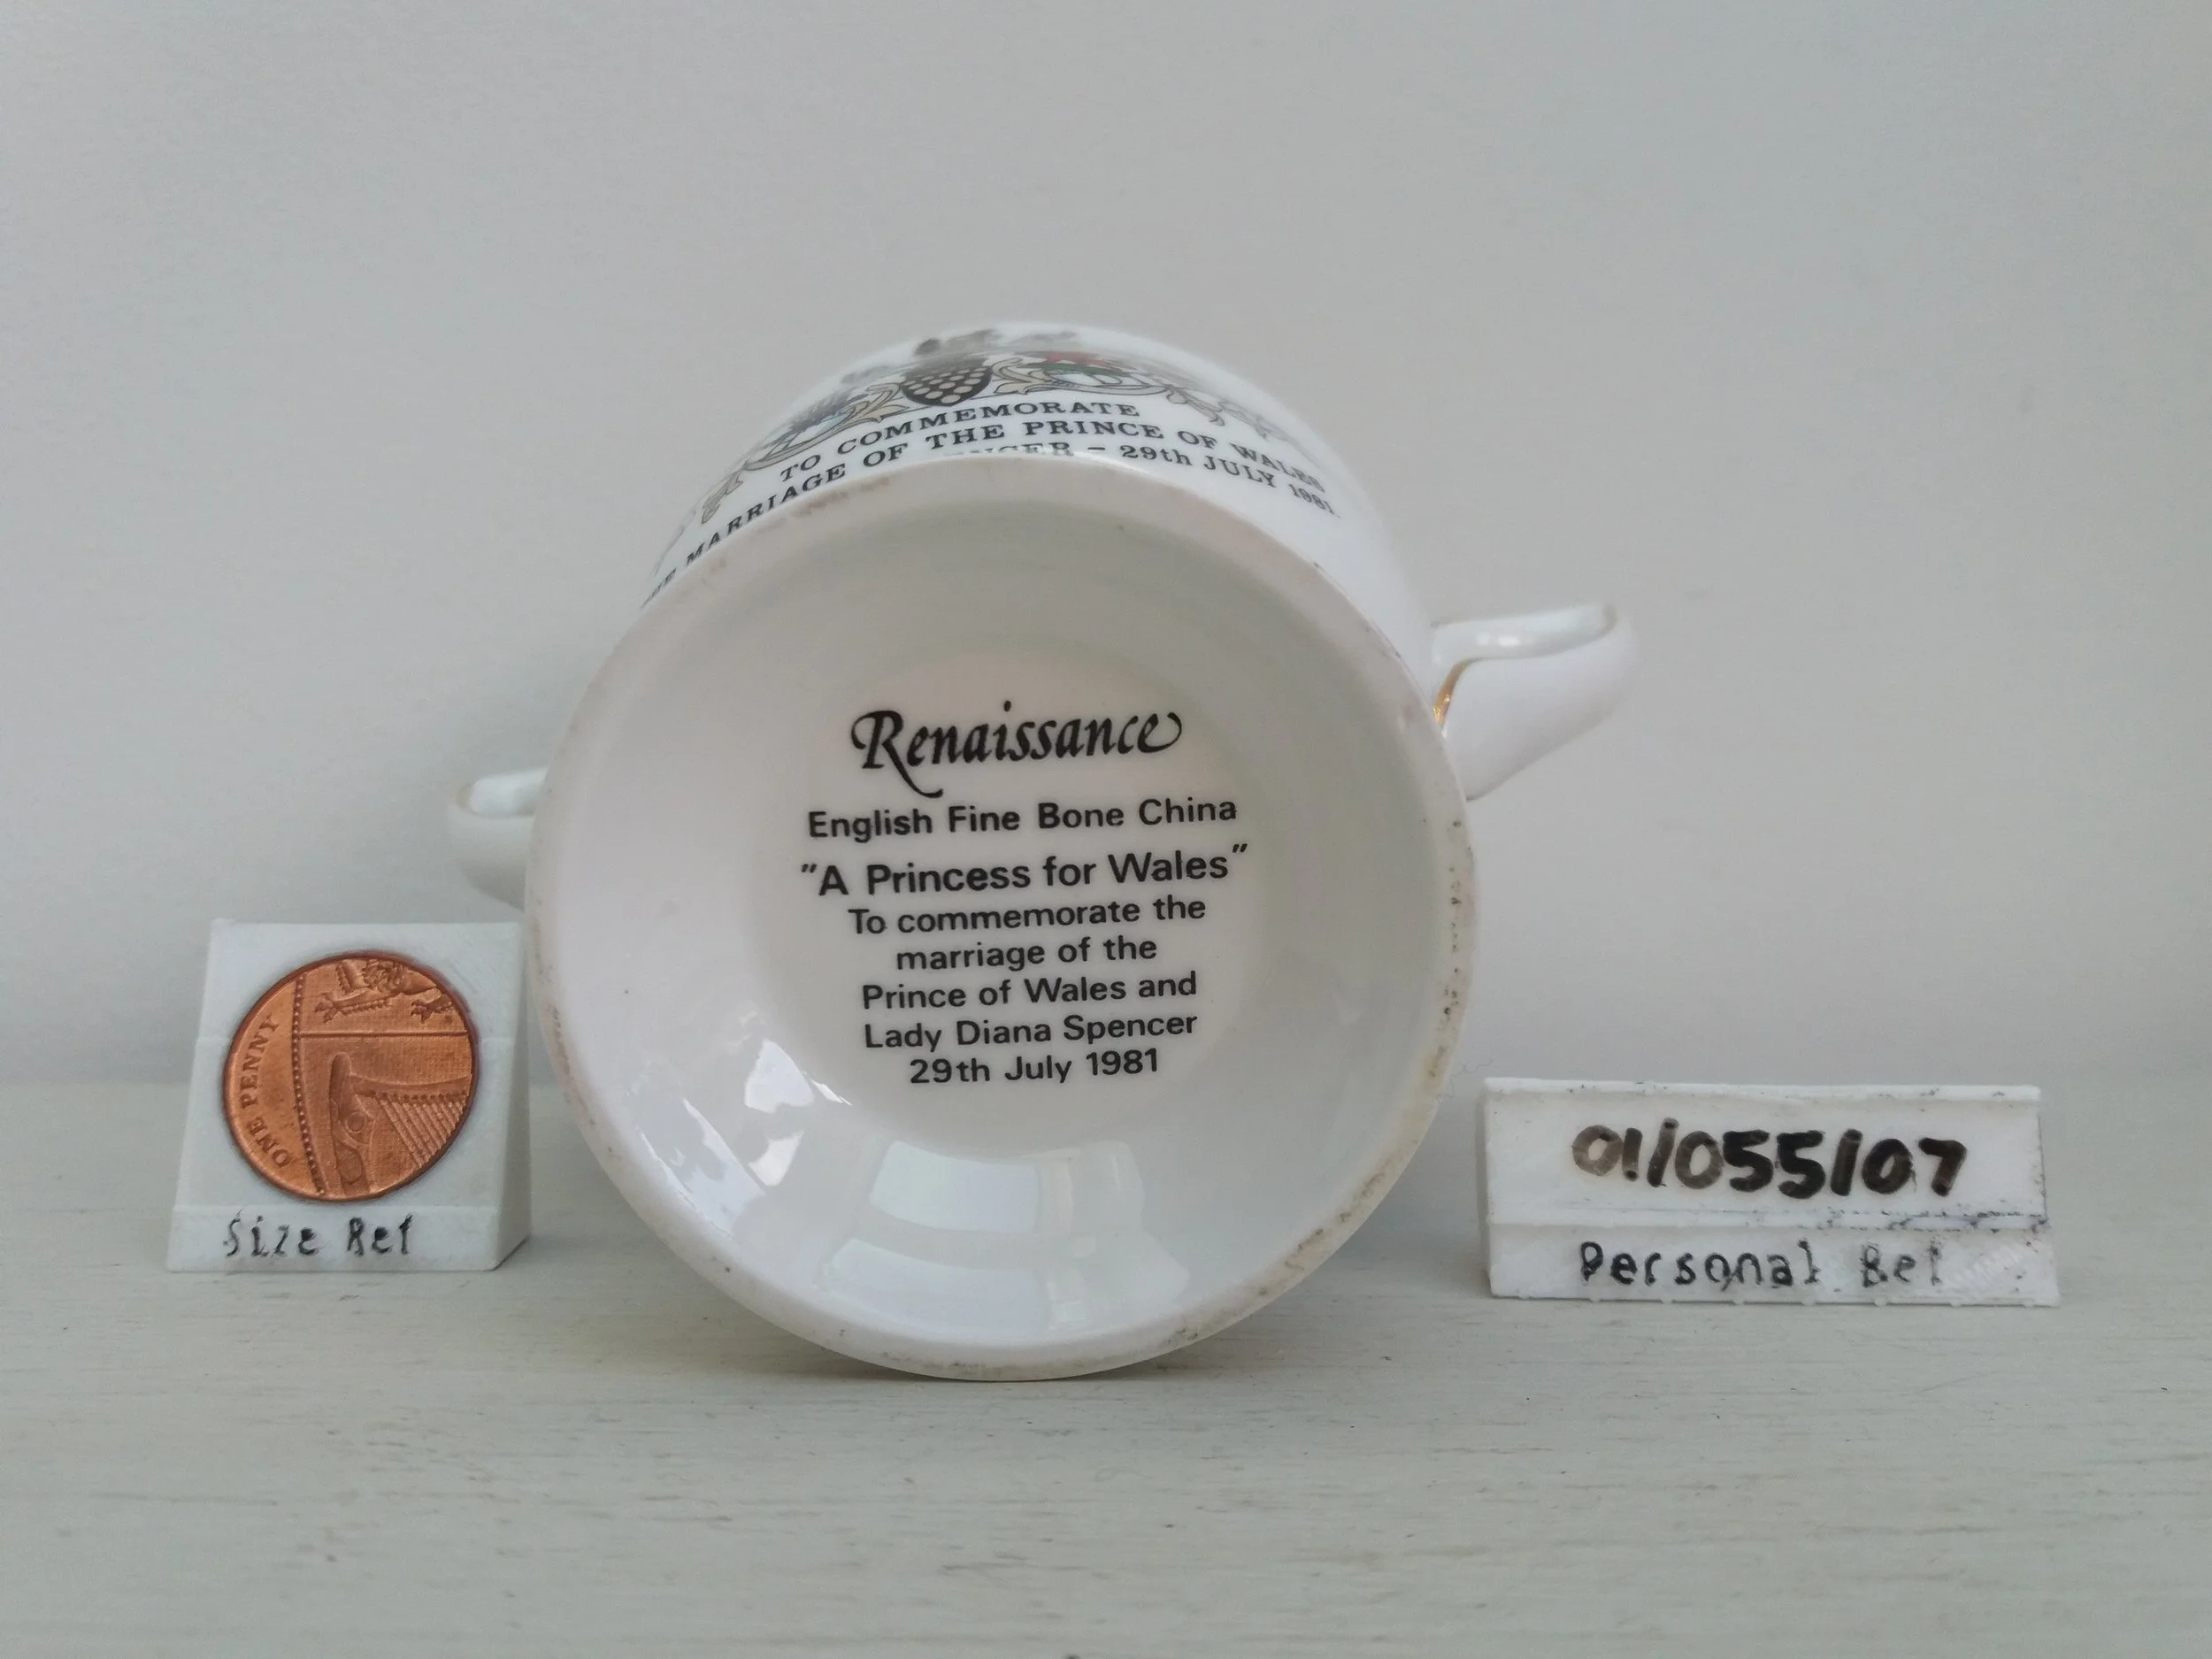 TO COMMEMORATE
MARRIAGE OF THE PRINCE OF WALES
- 29th JULY 1981
Renaissance
English Fine Bone China
"A Princess for Wales"
To commemorate the
marriage of the
Prince of Wales and
Lady Diana Spencer
29th July 1981
ONE PENNY
Size Ref
01/055/07
Personal Ref